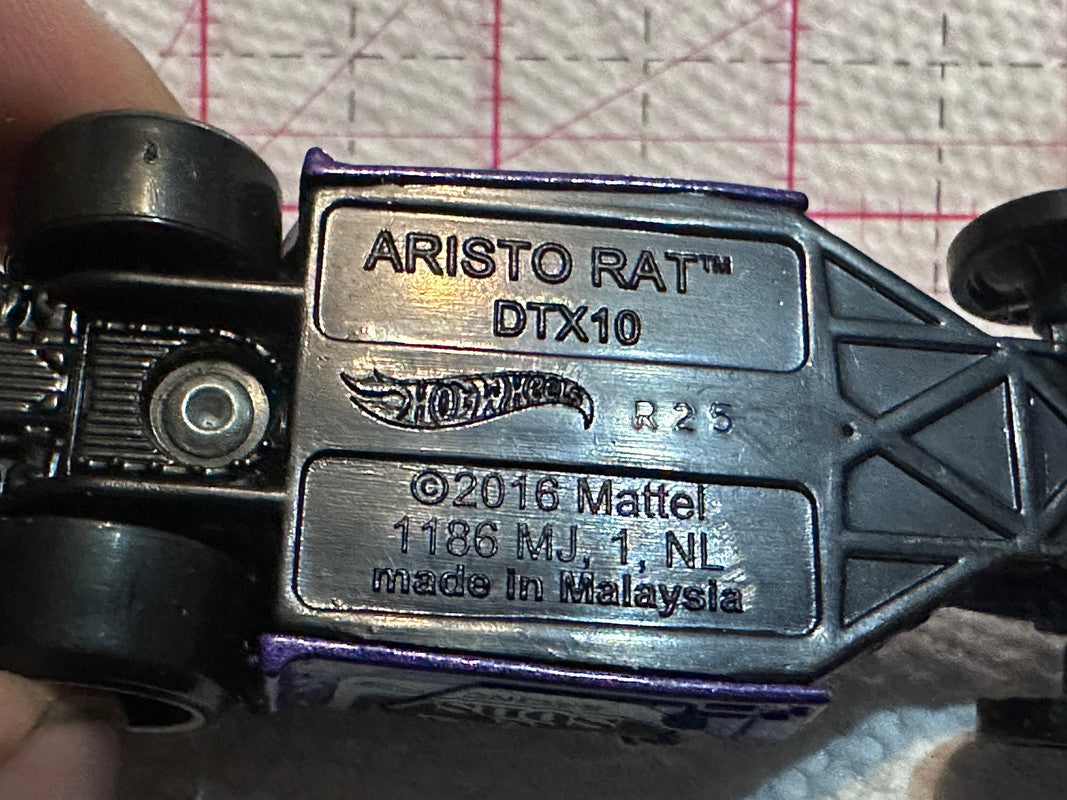 ARISTO RAT™
DTX10
Hot Wheels R25
©2016 Mattel
1186 MJ, 1, NL
made in Malaysia